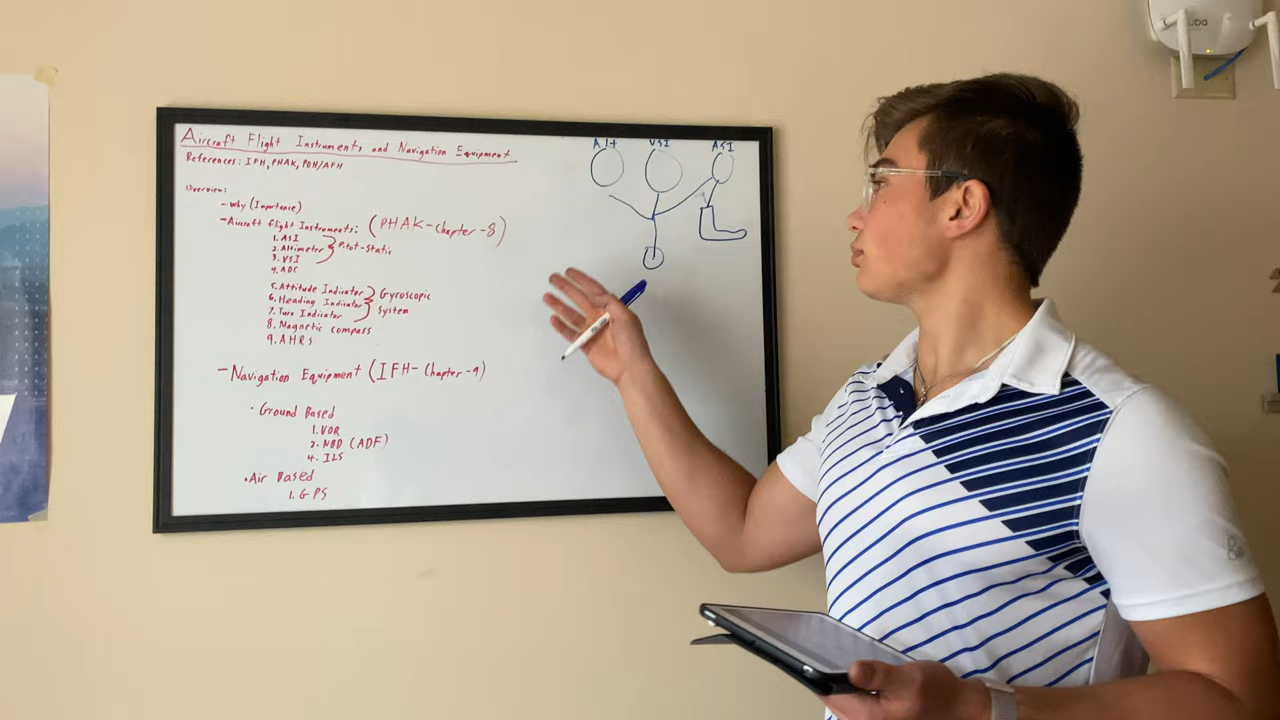 Aircraft Flight Instruments and Navigation Equipment
References: IFH, PHAK, POH/AFH
Overview:
- Why (Importance)
- Aircraft flight Instruments: (PHAK-Chapter-8)
1. ASI
2. Altimeter
3. VSI
Pitot-Static
4. ADC
5. Attitude Indicator
6. Heading Indicator
7. Turn Indicator
Gyroscopic
System
8. Magnetic compass
9. AHRS
- Navigation Equipment (IFH-Chapter-9)
· Ground Based
1. VOR
2. NBD (ADF)
4. ILS
· Air Based
1. GPS
Alt VSI ASI